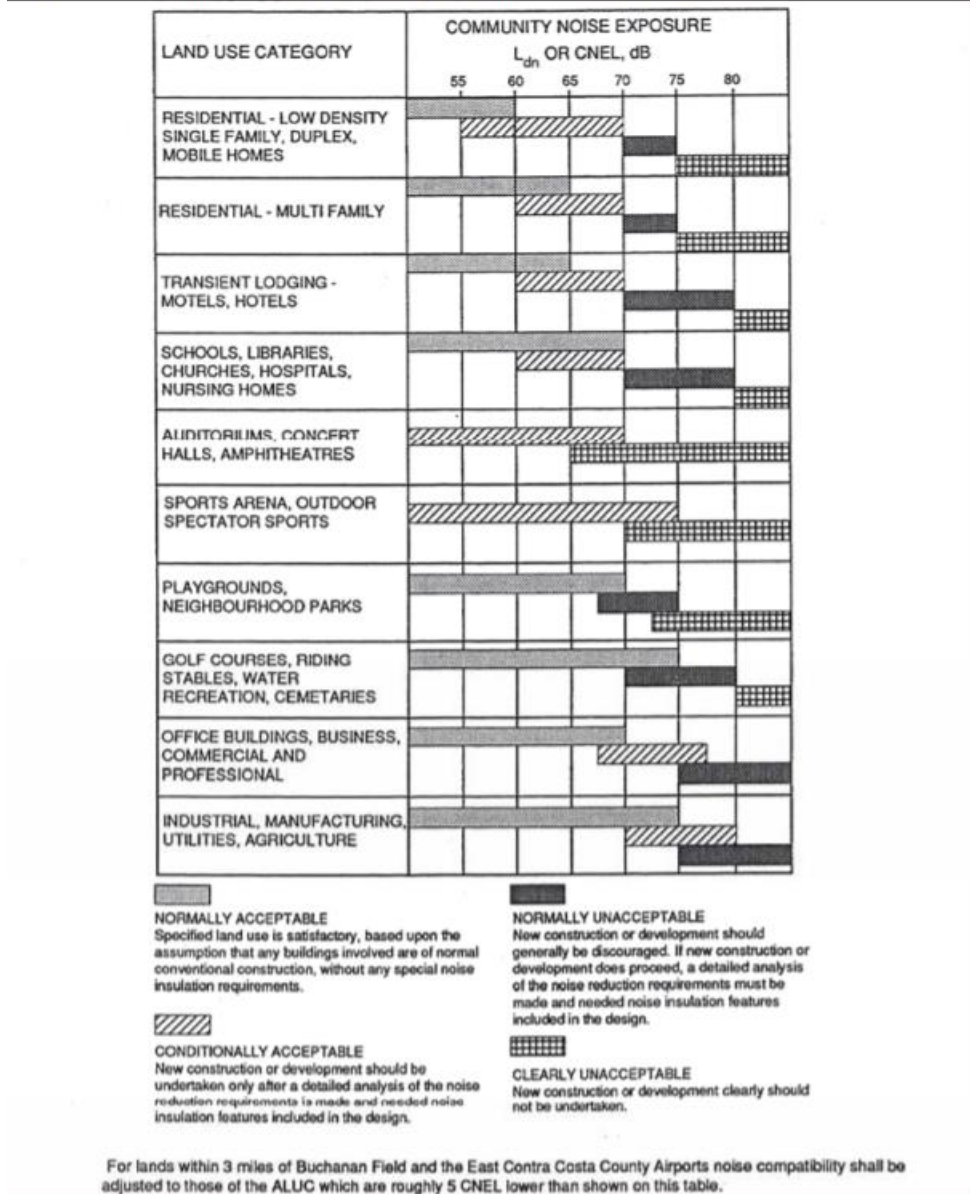 LAND USE CATEGORY
COMMUNITY NOISE EXPOSURE
Ldn OR CNEL, dB
55 60 65 70 75 80
RESIDENTIAL - LOW DENSITY
SINGLE FAMILY, DUPLEX,
MOBILE HOMES
RESIDENTIAL - MULTI FAMILY
TRANSIENT LODGING -
MOTELS, HOTELS
SCHOOLS, LIBRARIES,
CHURCHES, HOSPITALS,
NURSING HOMES
AUDITORIUMS, CONCERT
HALLS, AMPHITHEATRES
SPORTS ARENA, OUTDOOR
SPECTATOR SPORTS
PLAYGROUNDS,
NEIGHBOURHOOD PARKS
GOLF COURSES, RIDING
STABLES, WATER
RECREATION, CEMETARIES
OFFICE BUILDINGS, BUSINESS,
COMMERCIAL AND
PROFESSIONAL
INDUSTRIAL, MANUFACTURING,
UTILITIES, AGRICULTURE
NORMALLY ACCEPTABLE
Specified land use is satisfactory, based upon the
assumption that any buildings involved are of normal
conventional construction, without any special noise
insulation requirements.
CONDITIONALLY ACCEPTABLE
New construction or development should be
undertaken only after a detailed analysis of the noise
reduction requirements is made and needed noise
insulation features included in the design.
NORMALLY UNACCEPTABLE
New construction or development should
generally be discouraged. If new construction or
development does proceed, a detailed analysis
of the noise reduction requirements must be
made and needed noise insulation features
included in the design.
CLEARLY UNACCEPTABLE
New construction or development clearly should
not be undertaken.
For lands within 3 miles of Buchanan Field and the East Contra Costa County Airports noise compatibility shall be
adjusted to those of the ALUC which are roughly 5 CNEL lower than shown on this table.